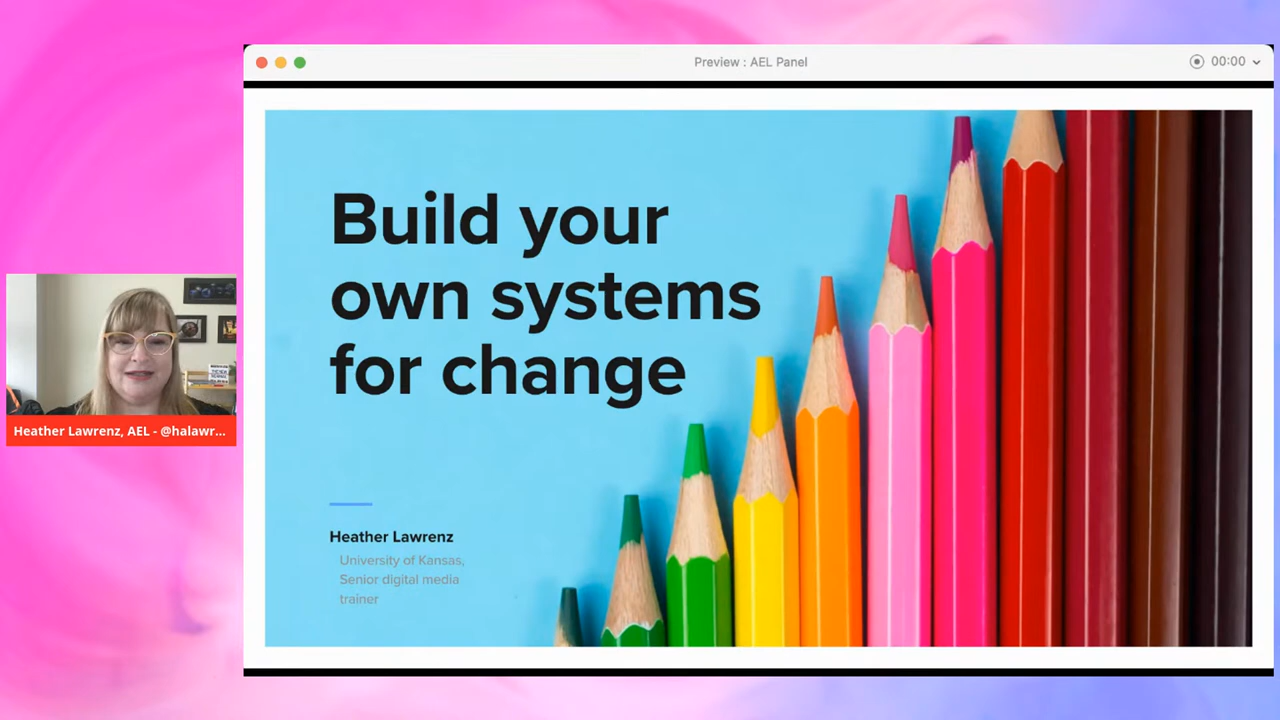 Preview : AEL Panel
00:00
Build your
own systems
for change
Heather Lawrenz
University of Kansas,
Senior digital media
trainer
Heather Lawrenz, AEL - @halawr...